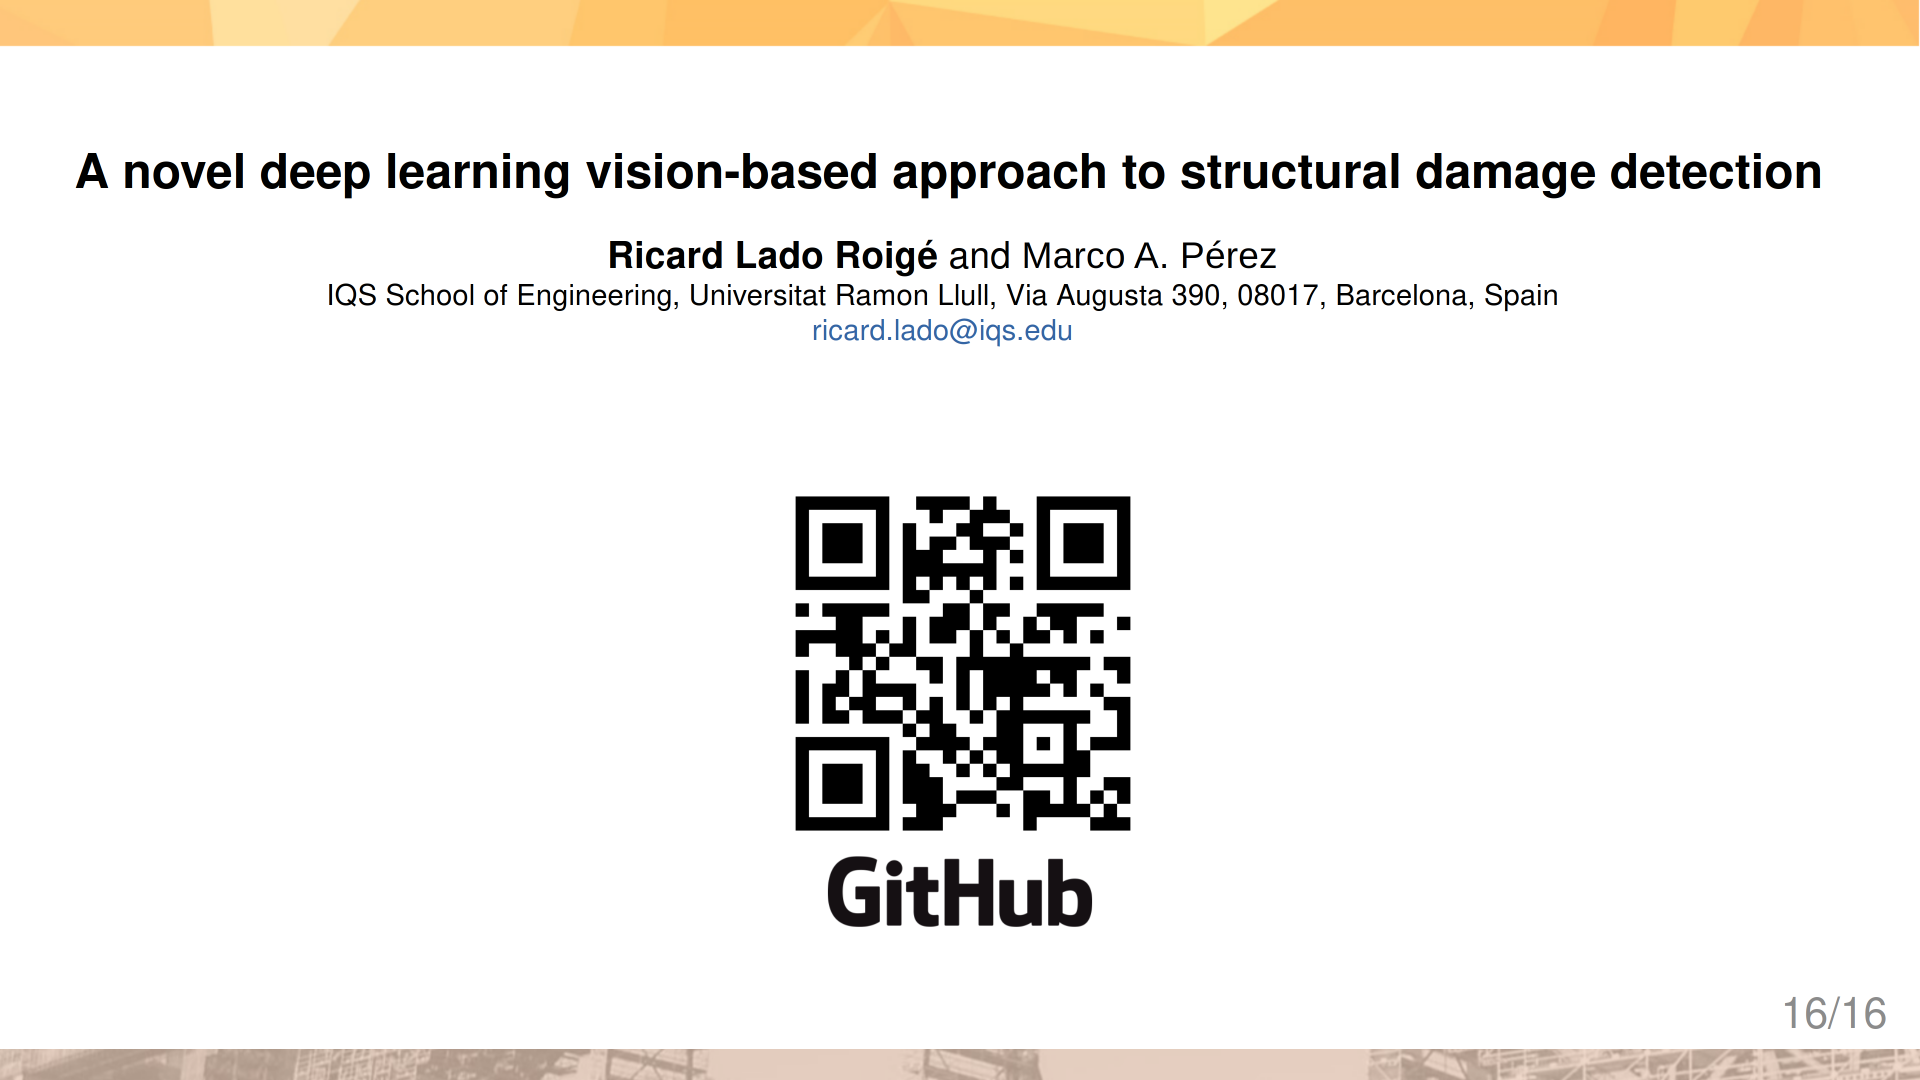 A novel deep learning vision-based approach to structural damage detection
Ricard Lado Roigé and Marco A. Pérez
IQS School of Engineering, Universitat Ramon Llull, Via Augusta 390, 08017, Barcelona, Spain
ricard.lado@iqs.edu
GitHub
16/16